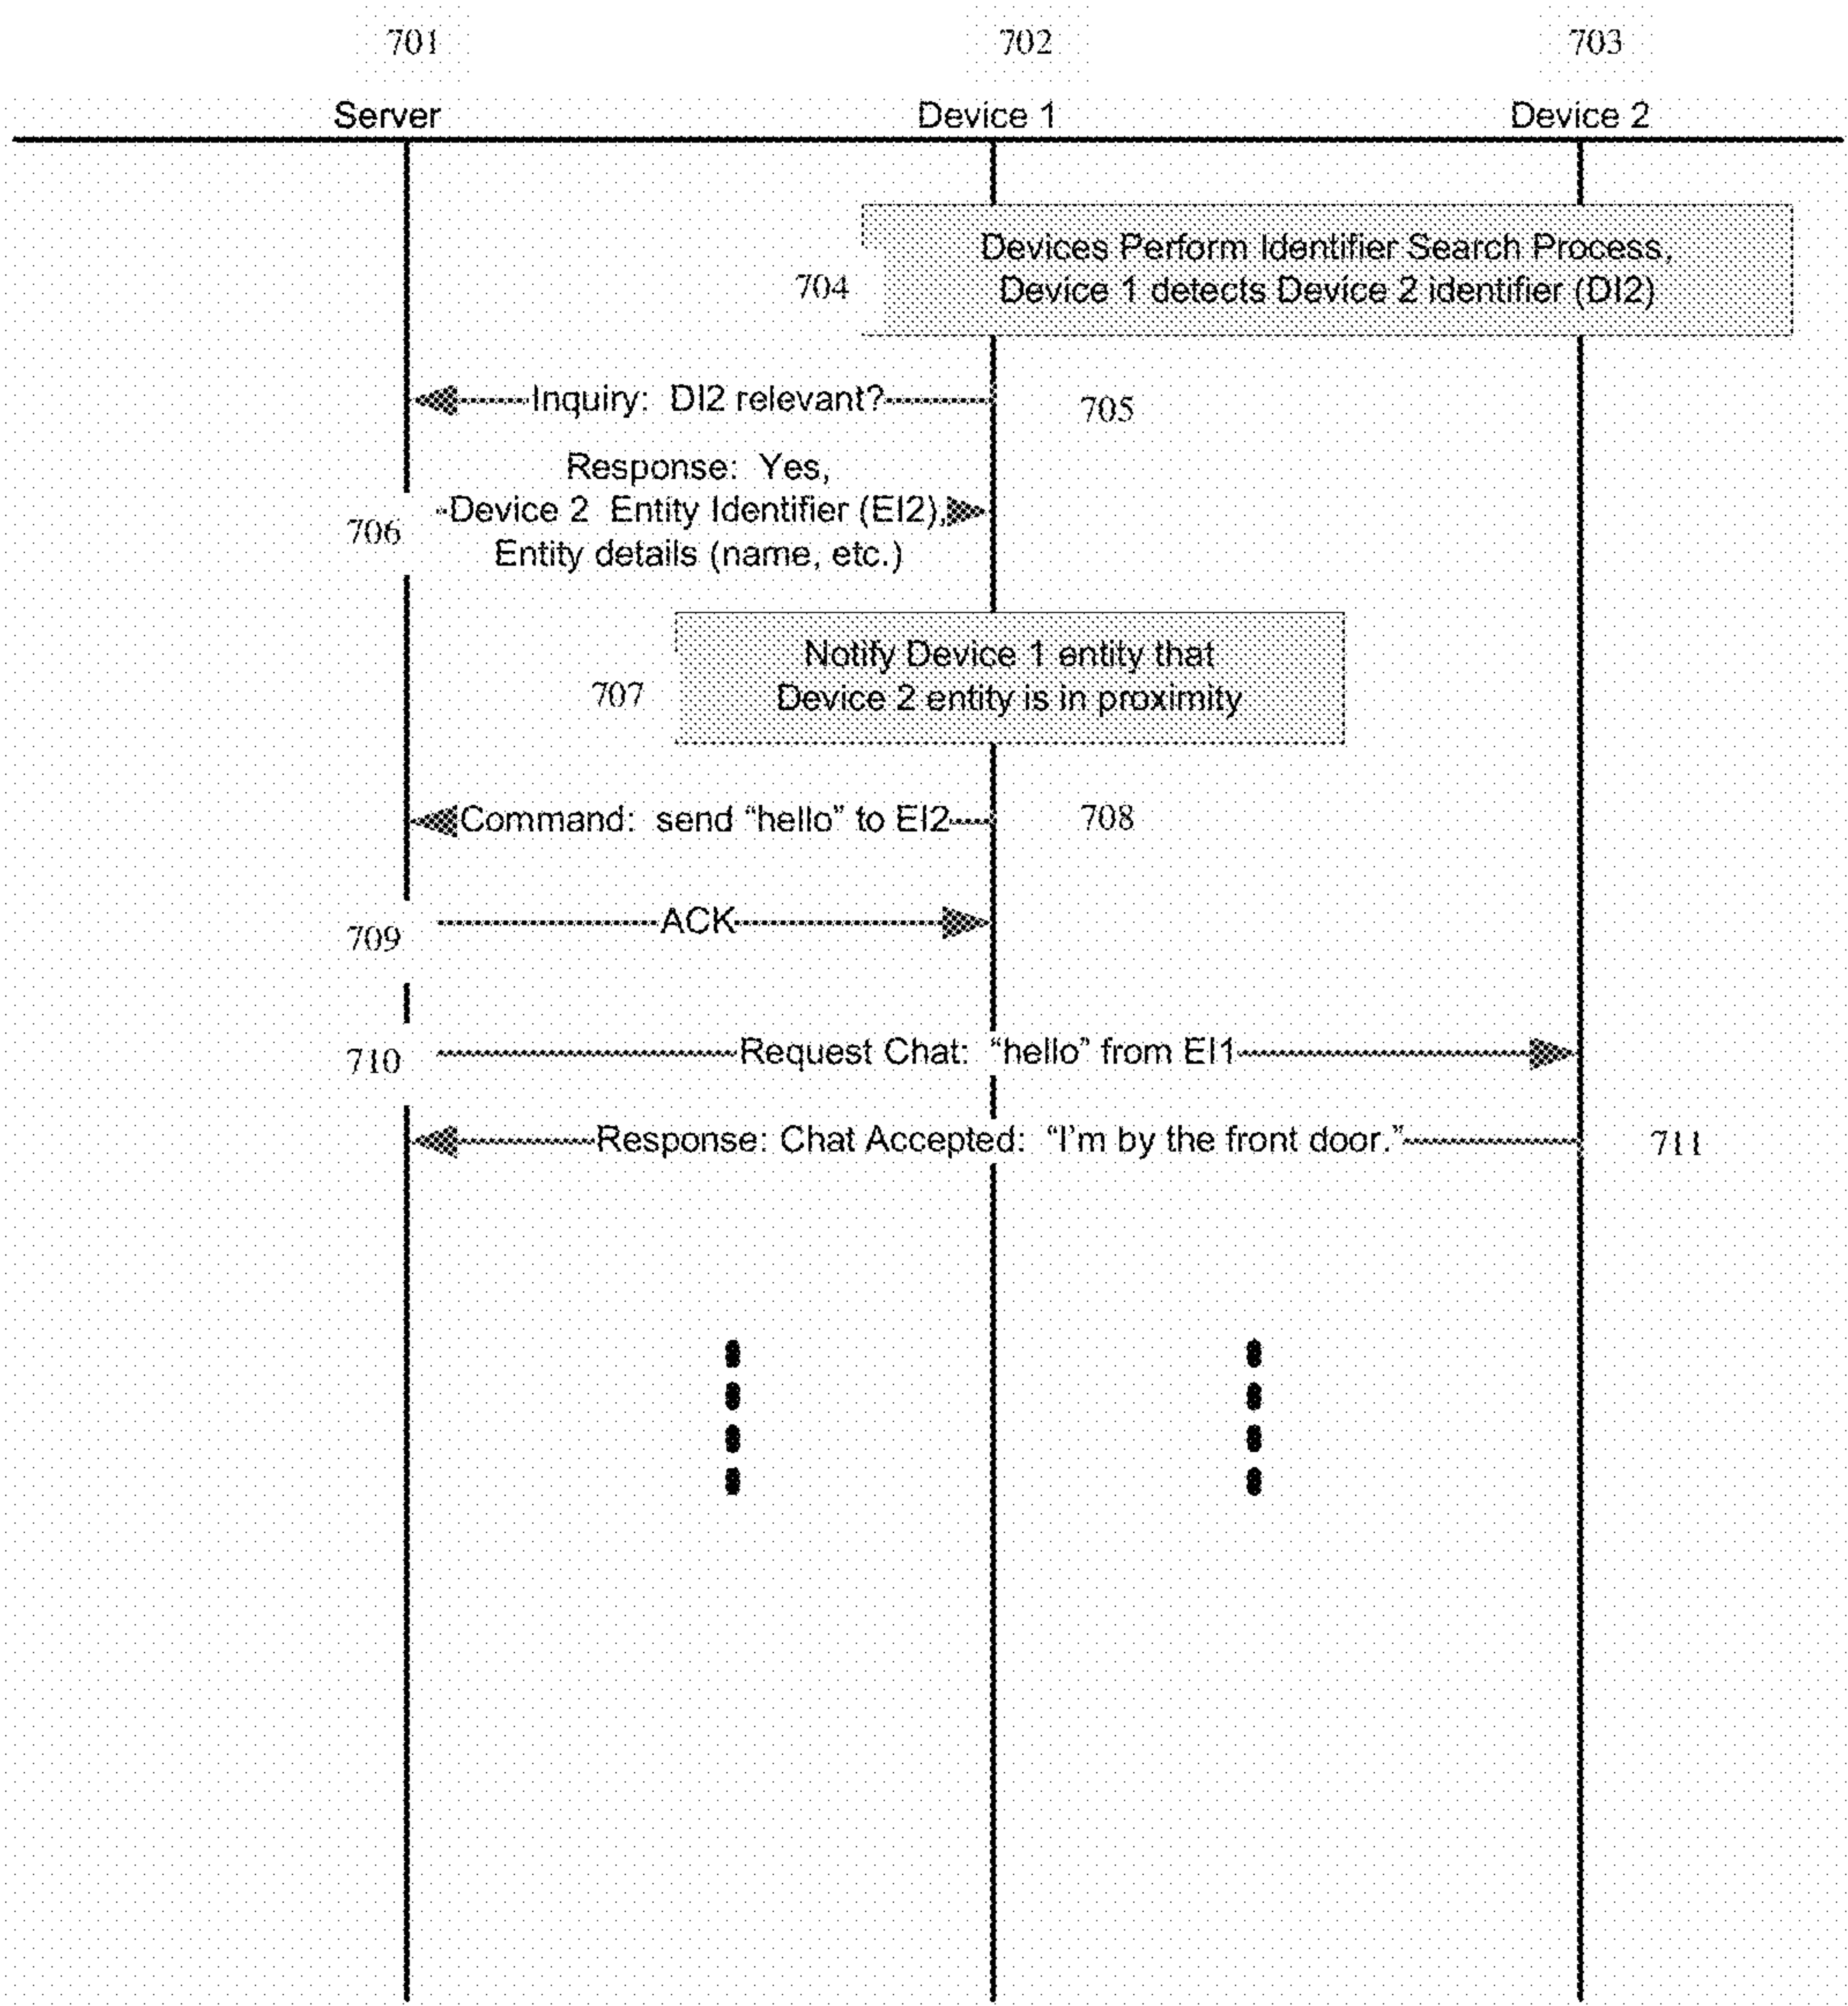 701
702
703
Server
Device 1
Device 2
Devices Perform Identifier Search Process,
Device 1 detects Device 2 identifier (DI2)
704
Inquiry: DI2 relevant?
705
Response: Yes,
Device 2 Entity Identifier (EI2),
Entity details (name, etc.)
706
Notify Device 1 entity that
Device 2 entity is in proximity
707
Command: send “hello” to EI2
708
ACK
709
Request Chat: “hello” from EI1
710
Response: Chat Accepted: “I’m by the front door.”
711